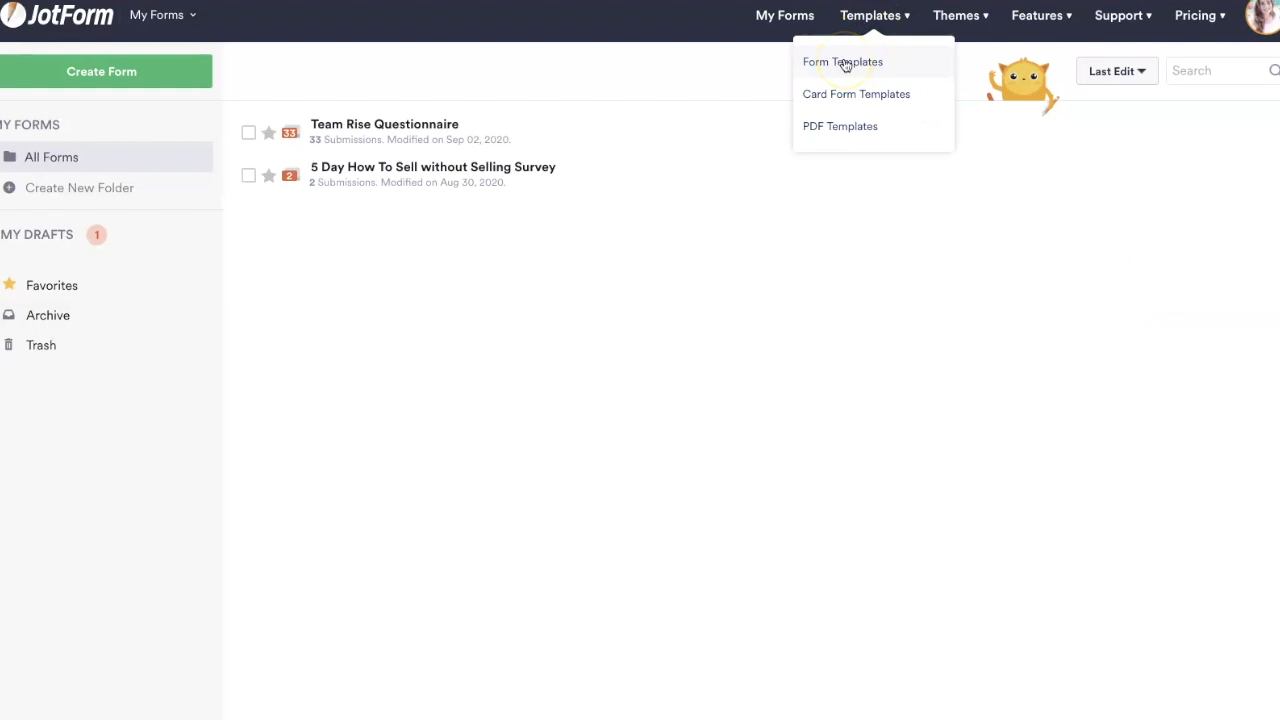 JotForm My Forms
My Forms Templates ▾ Themes ▾ Features ▾ Support ▾ Pricing ▾
Form Templates
Card Form Templates
PDF Templates
Create Form
Last Edit Search
MY FORMS
All Forms
Create New Folder
MY DRAFTS 1
Favorites
Archive
Trash
33 Team Rise Questionnaire
33 Submissions. Modified on Sep 02, 2020.
2 5 Day How To Sell without Selling Survey
2 Submissions. Modified on Aug 30, 2020.